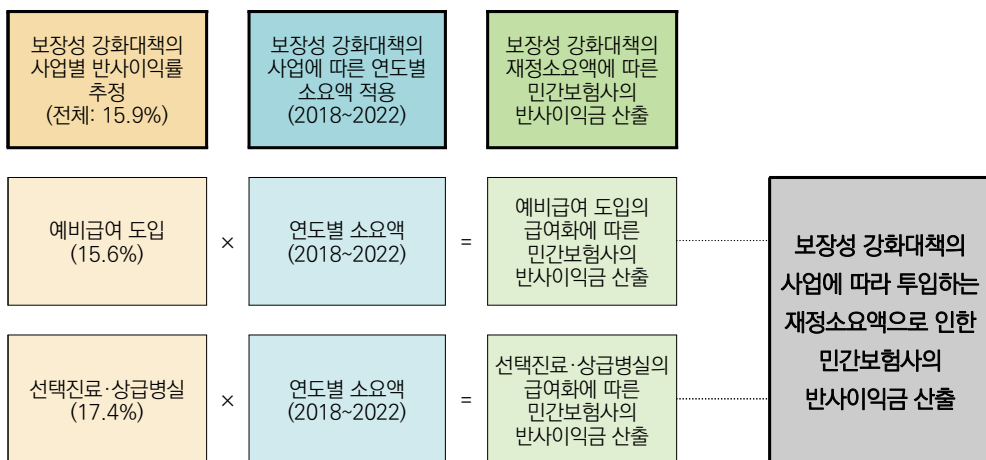 보장성 강화대책의
사업별 반사이익률
추정
(전체: 15.9%)
보장성 강화대책의
사업에 따른 연도별
소요액 적용
(2018~2022)
보장성 강화대책의
재정소요액에 따른
민간보험사의
반사이익금 산출
예비급여 도입
(15.6%)
×
연도별 소요액
(2018~2022)
=
예비급여 도입의
급여화에 따른
민간보험사의
반사이익금 산출
선택진료·상급병실
(17.4%)
×
연도별 소요액
(2018~2022)
=
선택진료·상급병실의
급여화에 따른
민간보험사의
반사이익금 산출
보장성 강화대책의
사업에 따라 투입하는
재정소요액으로 인한
민간보험사의
반사이익금 산출